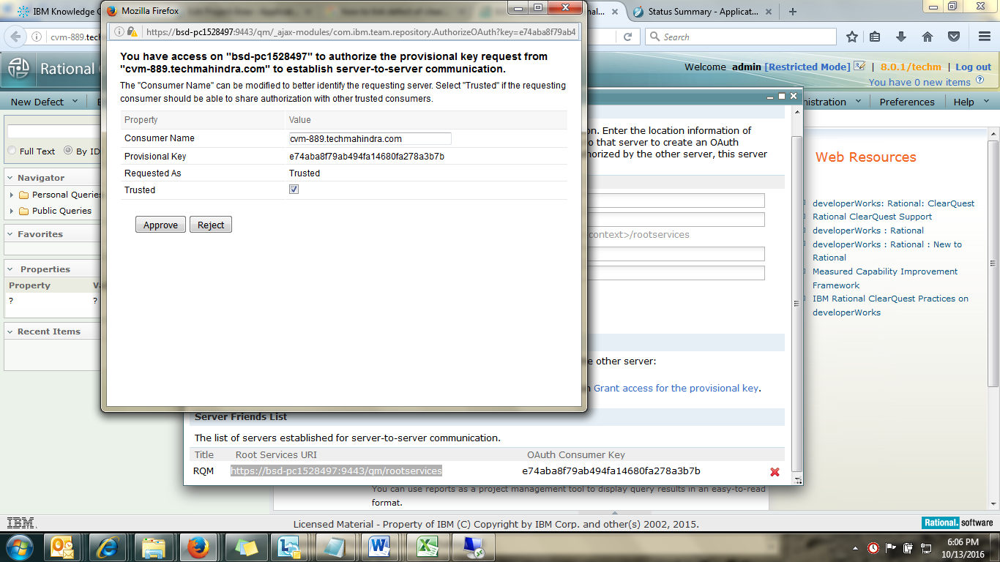 Mozilla Firefox
IBM Knowledge C
nal...
Status Summary - Applicat...
https://bsd-pc1528497:9443/qm/_ajax-modules/com.ibm.team.repository.AuthorizeOAuth?key=e74aba8f79ab4
cvm-889.tech
Search
You have access on "bsd-pc1528497" to authorize the provisional key request from
"cvm-889.techmahindra.com" to establish server-to-server communication.
The "Consumer Name" can be modified to better identify the requesting server. Select "Trusted" if the requesting
consumer should be able to share authorization with other trusted consumers.
Property Value
Consumer Name cvm-889.techmahindra.com
Provisional Key e74aba8f79ab494fa14680fa278a3b7b
Requested As Trusted
Trusted
Approve Reject
Rational
Welcome admin [Restricted Mode] | 8.0.1/techm | Log out
You have 0 new items
New Defect
nistration Preferences Help
Full Text By ID
Navigator
Personal Querie
Public Queries
Favorites
Properties
Property Va
? ?
Recent Items
on. Enter the location information of
o that server to create an OAuth
horized by the other server, this server
context>/rootservices
e other server:
Grant access for the provisional key.
Server Friends List
The list of servers established for server-to-server communication.
Title Root Services URI OAuth Consumer Key
RQM https://bsd-pc1528497:9443/qm/rootservices e74aba8f79ab494fa14680fa278a3b7b
You can use reports as a project management tool to display query results in an easy-to-read
format.
Web Resources
developerWorks: Rational: ClearQuest
Rational ClearQuest Support
developerWorks : Rational
developerWorks : Rational : New to
Rational
Measured Capability Improvement
Framework
IBM Rational ClearQuest Practices on
developerWorks
IBM.
Licensed Material - Property of IBM (C) Copyright by IBM Corp. and other(s) 2002, 2015.
Rational. software
6:06 PM
10/13/2016